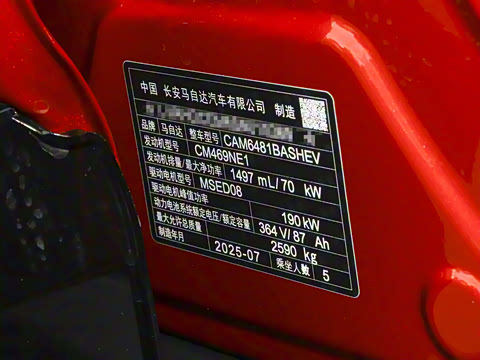 中国 长安马自达汽车有限公司 制造
品牌 马自达 整车型号 CAM6481BASHEV
发动机型号 CM469NE1
发动机排量/最大净功率 1497 mL/70 kW
驱动电机型号 MSED08
驱动电机峰值功率 190 kW
动力电池系统额定电压/额定容量 364 V/87 Ah
最大允许总质量 2590 kg
制造年月 2025-07 乘坐人数 5